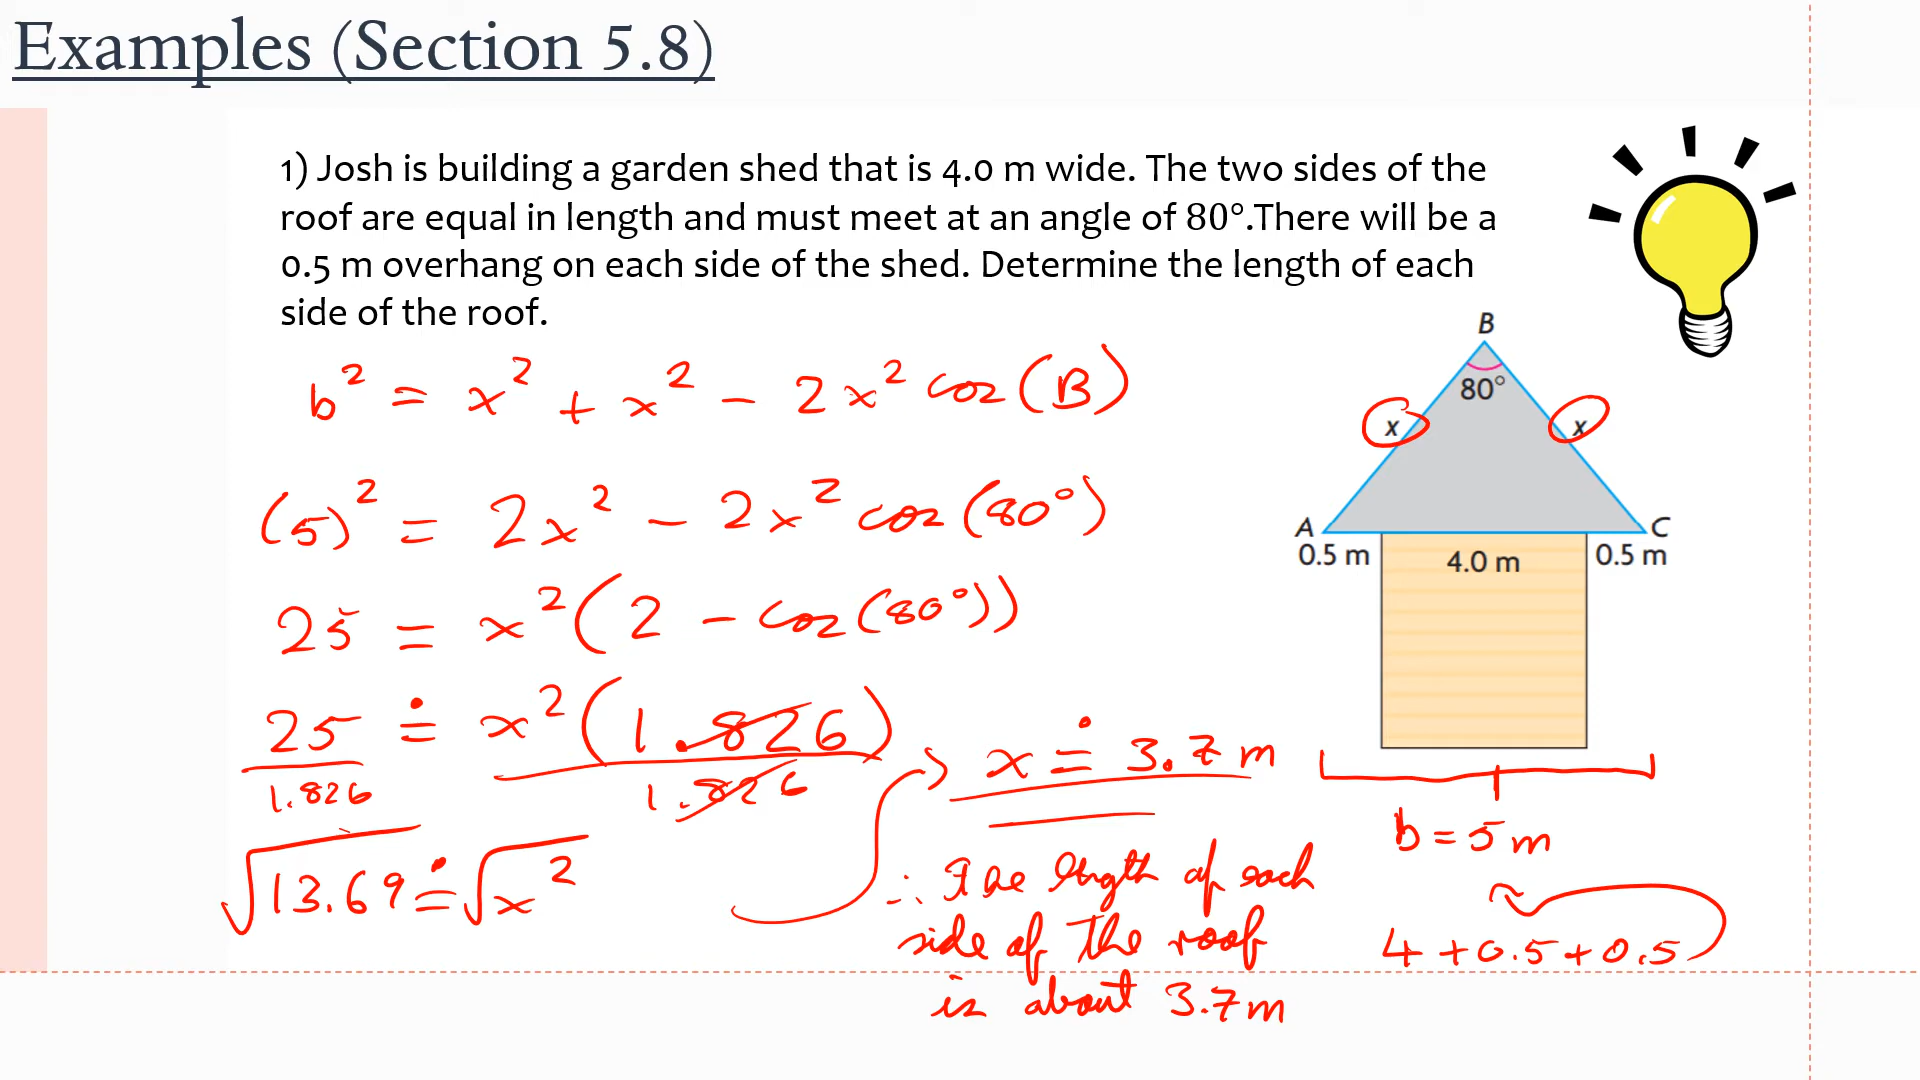 Examples (Section 5.8)
1) Josh is building a garden shed that is 4.0 m wide. The two sides of the
roof are equal in length and must meet at an angle of 80°.There will be a
0.5 m overhang on each side of the shed. Determine the length of each
side of the roof.
b² = x² + x² - 2x² cos(B)
(5)² = 2x² - 2x² cos(80°)
25 = x²(2 - cos(80°))
25 ≐ x²(1.826)
1.826 1.826
√13.69 ≐ √x²
x ≐ 3.7 m
∴ The length of each
side of the roof
is about 3.7 m
B
80°
x x
A C
0.5 m 4.0 m 0.5 m
b = 5 m
4 + 0.5 + 0.5